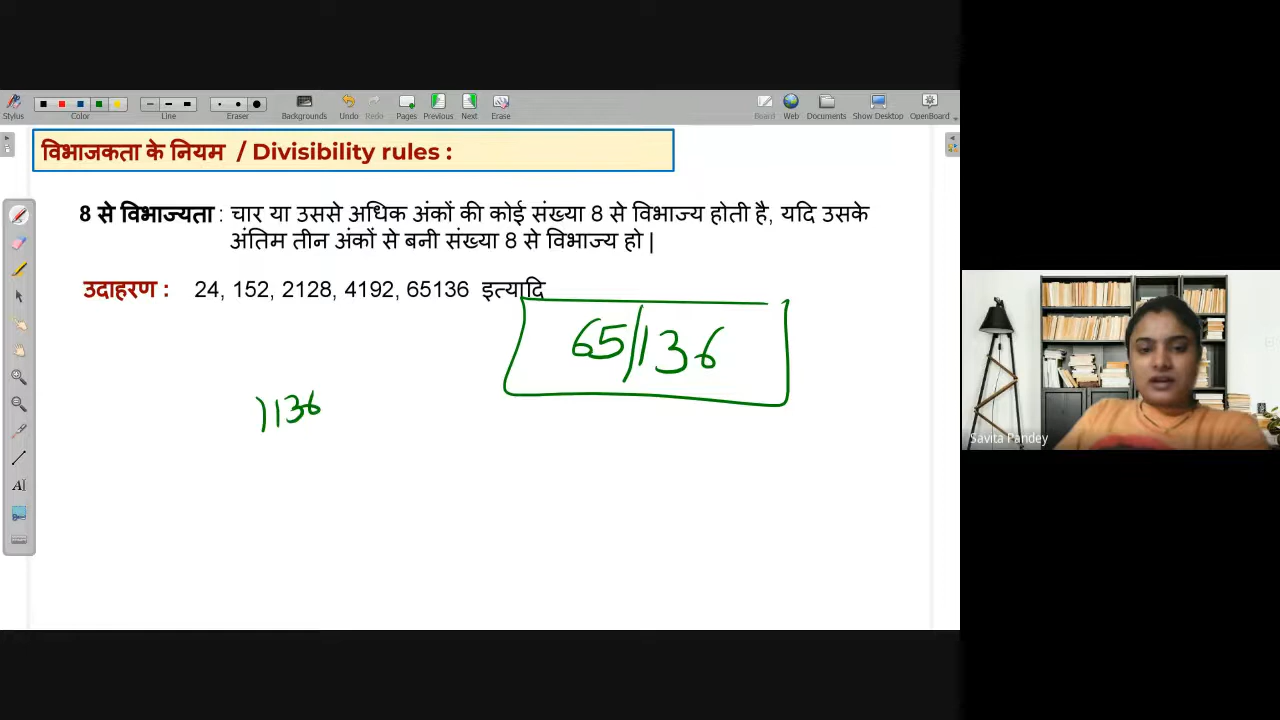 Stylus
Color
Line
Eraser
Backgrounds
Undo
Redo
Pages
Previous
Next
Erase
Board
Web
Documents
Show Desktop
OpenBoard
विभाजकता के नियम / Divisibility rules :
8 से विभाज्यता : चार या उससे अधिक अंकों की कोई संख्या 8 से विभाज्य होती है, यदि उसके
अंतिम तीन अंकों से बनी संख्या 8 से विभाज्य हो |
उदाहरण : 24, 152, 2128, 4192, 65136 इत्यादि
65/136
)136
Savita Pandey